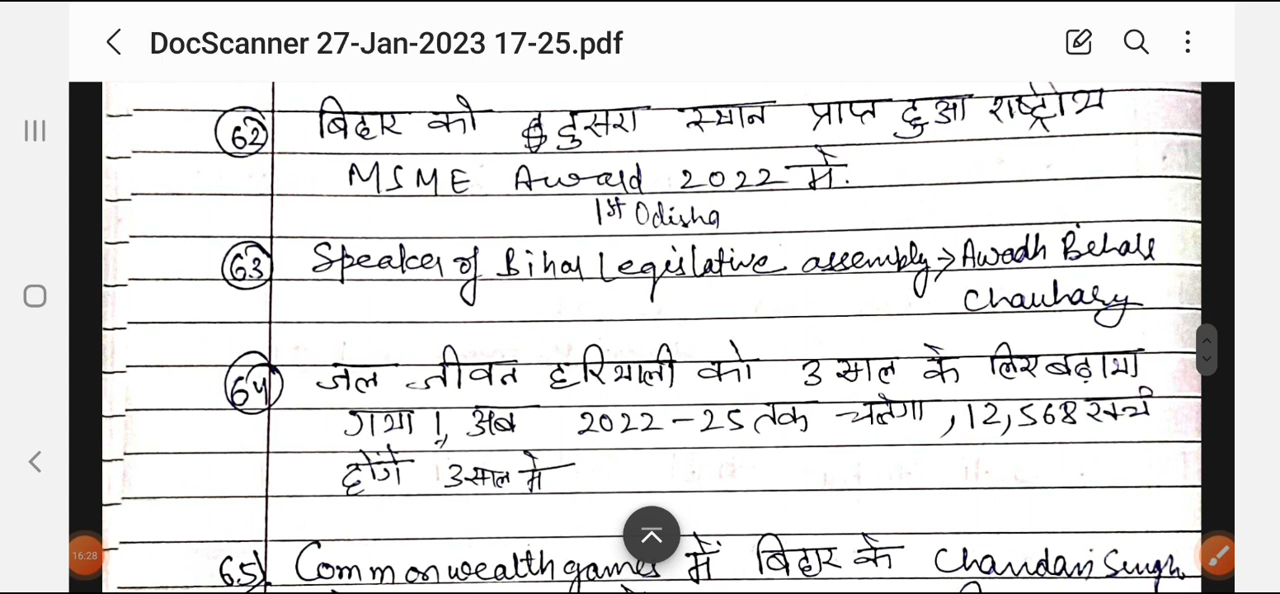 DocScanner 27-Jan-2023 17-25.pdf
62 बिहार को दुसरा स्थान प्राप्त हुआ राष्ट्रीय
MSME Award 2022 में.
1st Odisha
63 Speaker of Bihar Legislative assembly → Awadh Behari
Chauhary
64 जल जीवन हरियाली को 3 साल के लिए बढ़ाया
गया!, अब 2022-25 तक चलेगा, 12,568 खर्च
होंगे 3 साल में
65) Commonwealth games में बिहार के Chandan Singh
16:28